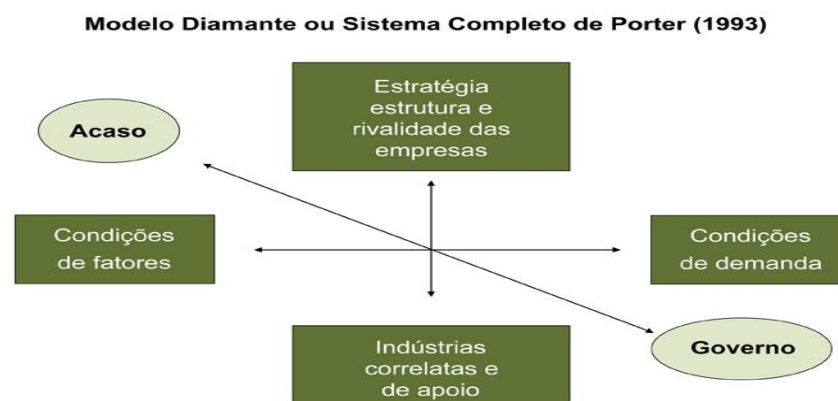 Modelo Diamante ou Sistema Completo de Porter (1993)
Estratégia
estrutura e
rivalidade das
empresas
Acaso
Condições
de fatores
Condições
de demanda
Indústrias
correlatas e
de apoio
Governo